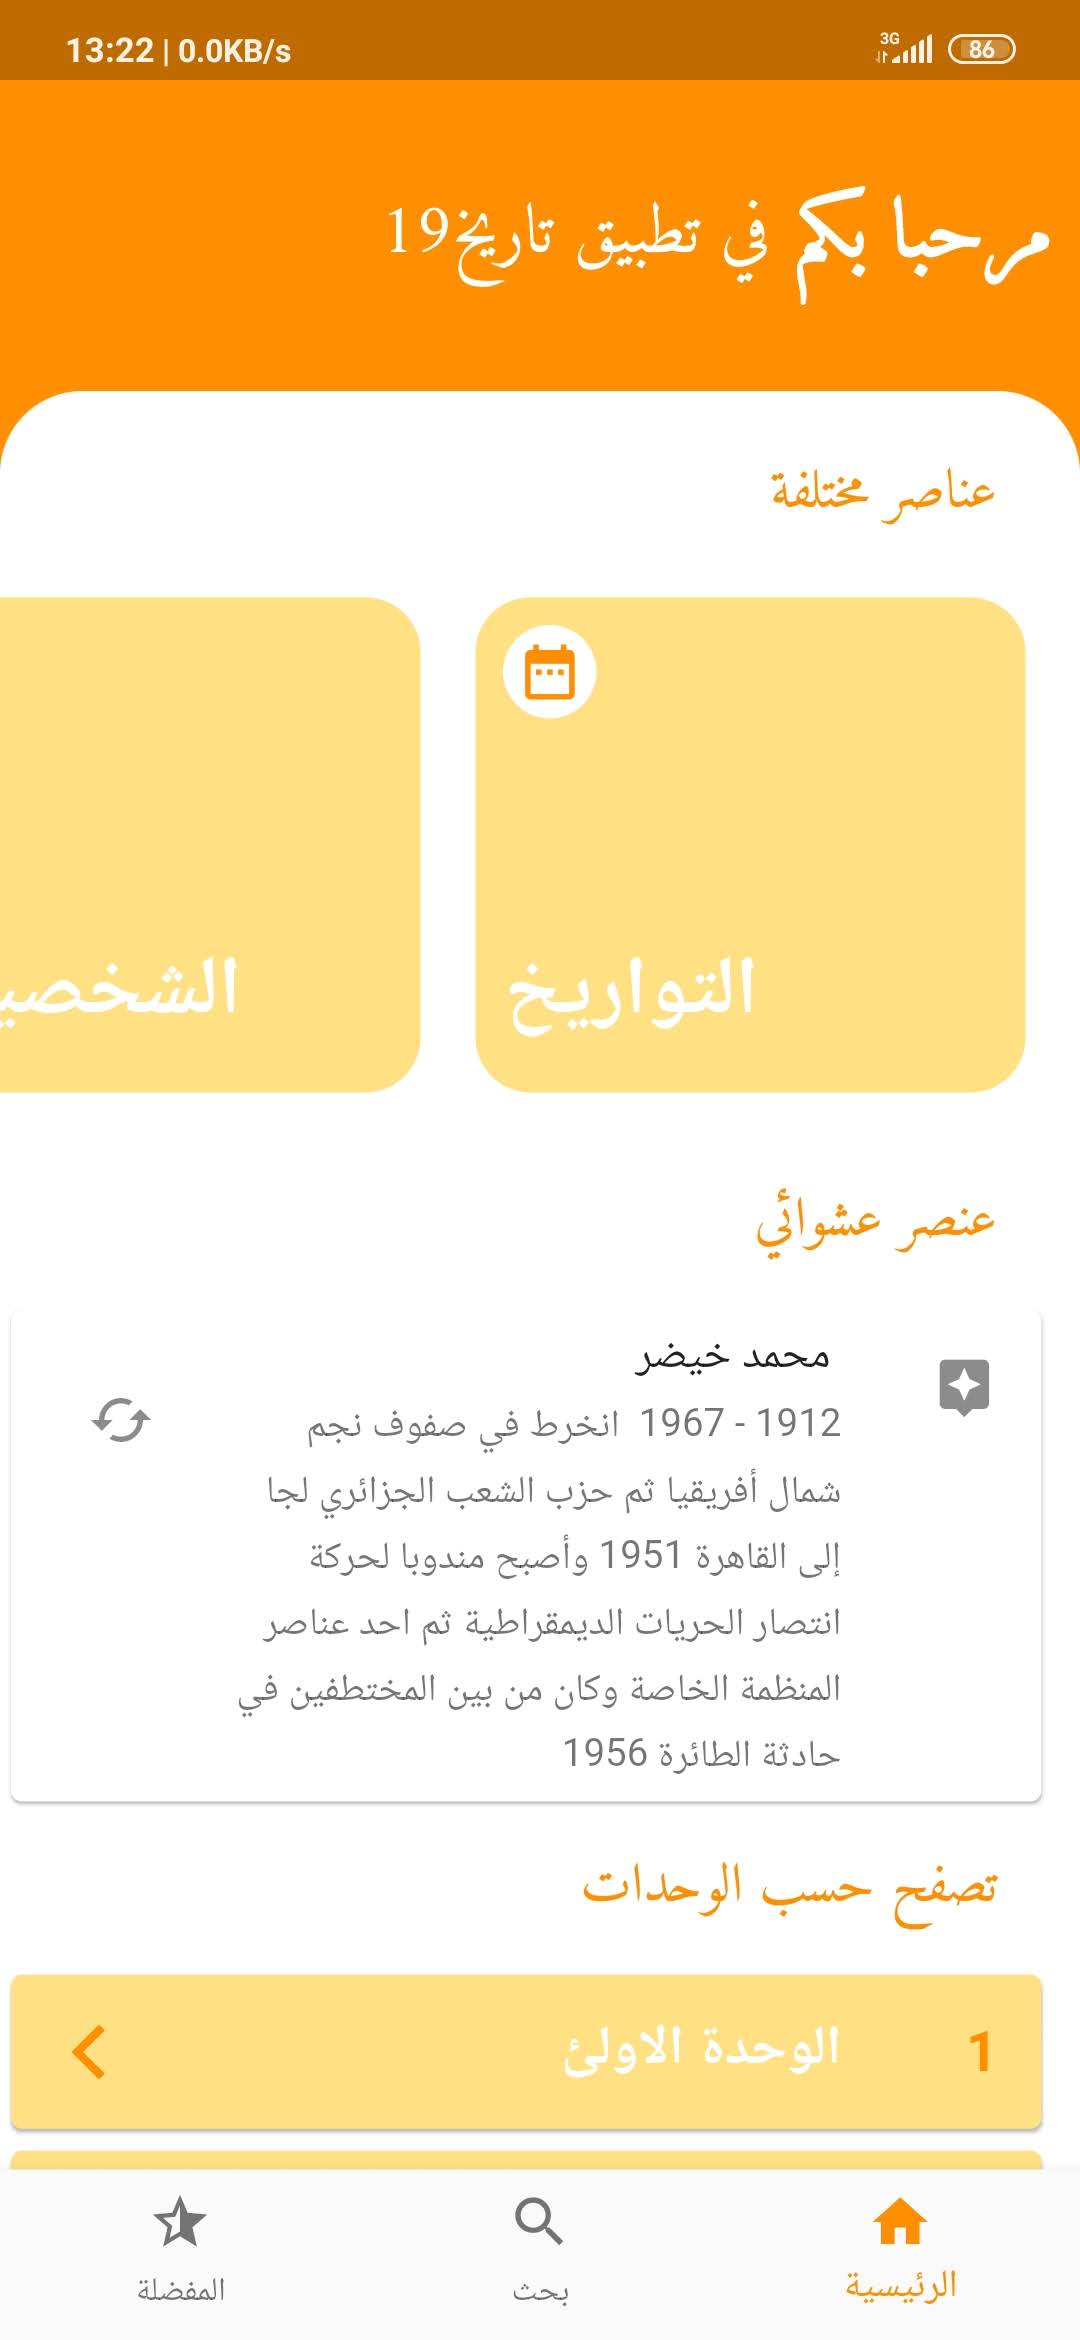 13:22 | 0.0KB/s
3G
86
مرحبا بكم في تطبيق تاريخ19
عناصر مختلفة
التواريخ
الشخصي
عنصر عشوائي
محمد خيضر
1912 - 1967 انخرط في صفوف نجم
شمال أفريقيا ثم حزب الشعب الجزائري لجا
إلى القاهرة 1951 وأصبح مندوبا لحركة
انتصار الحريات الديمقراطية ثم احد عناصر
المنظمة الخاصة وكان من بين المختطفين في
حادثة الطائرة 1956
تصفح حسب الوحدات
1 الوحدة الاولئ
الرئيسية
بحث
المفضلة